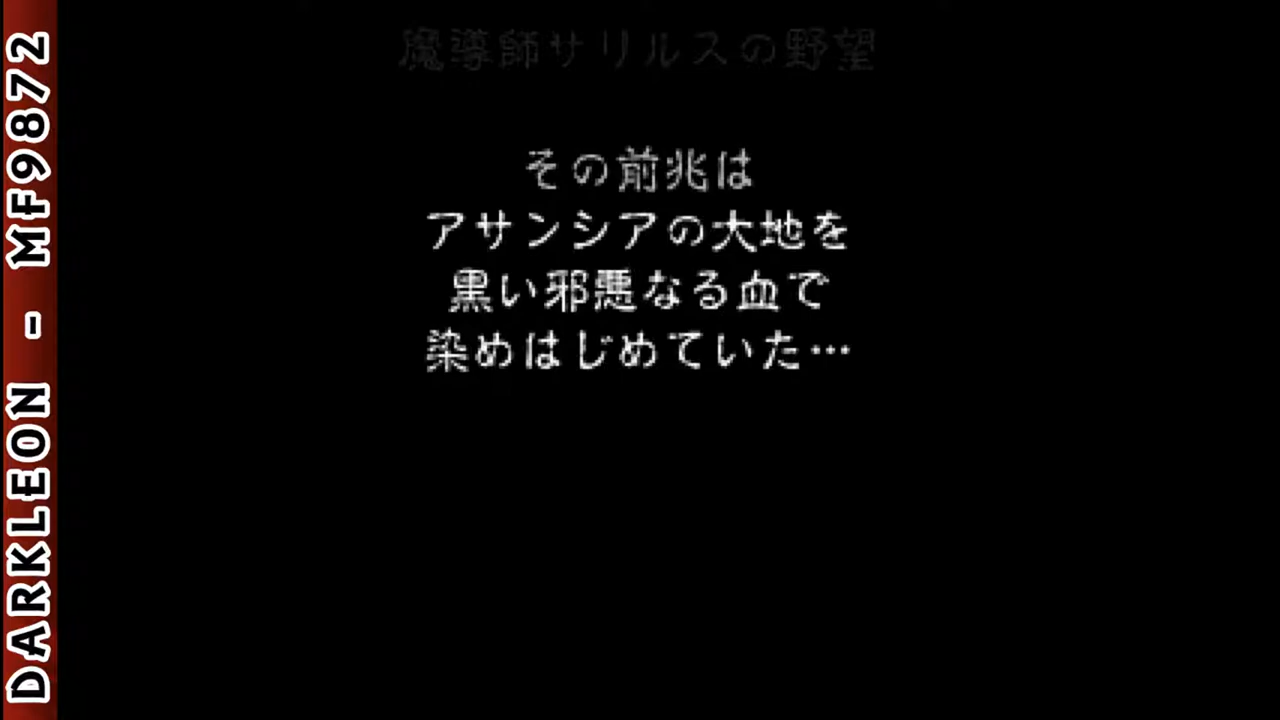 魔導師サリルスの野望
その前兆は
アサンシアの大地を
黒い邪悪なる血で
染めはじめていた…
DARKLEON - MF9872